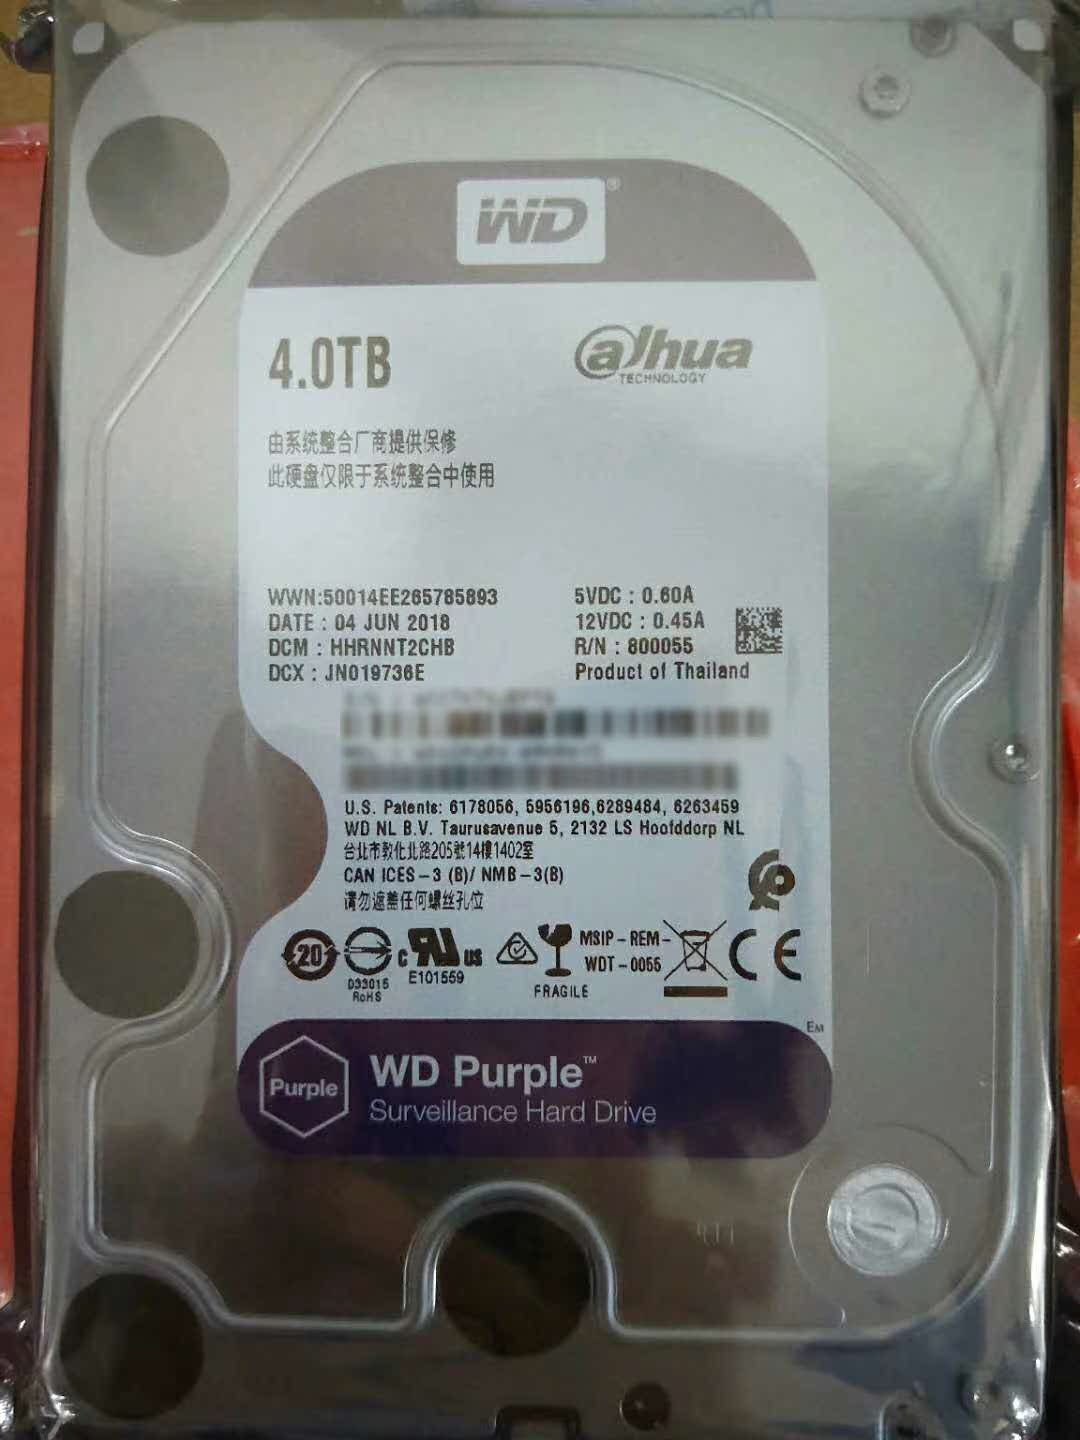 WD®
4.0TB
alhua
TECHNOLOGY
由系统整合厂商提供保修
此硬盘仅限于系统整合中使用
WWN:50014EE265785893
DATE : 04 JUN 2018
DCM : HHRNNT2CHB
DCX : JN019736E
5VDC : 0.60A
12VDC : 0.45A
R/N : 800055
Product of Thailand
U.S. Patents: 6178056, 5956196,6289484, 6263459
WD NL B.V. Taurusavenue 5, 2132 LS Hoofddorp NL
台北市敦化北路205號14樓1402室
CAN ICES-3 (B)/ NMB-3(B)
请勿遮盖任何螺丝孔位
20
D33015
RoHS
c RU us
E101559
FRAGILE
MSIP-REM-
WDT-0055
CE
EM
Purple
WD Purple™
Surveillance Hard Drive